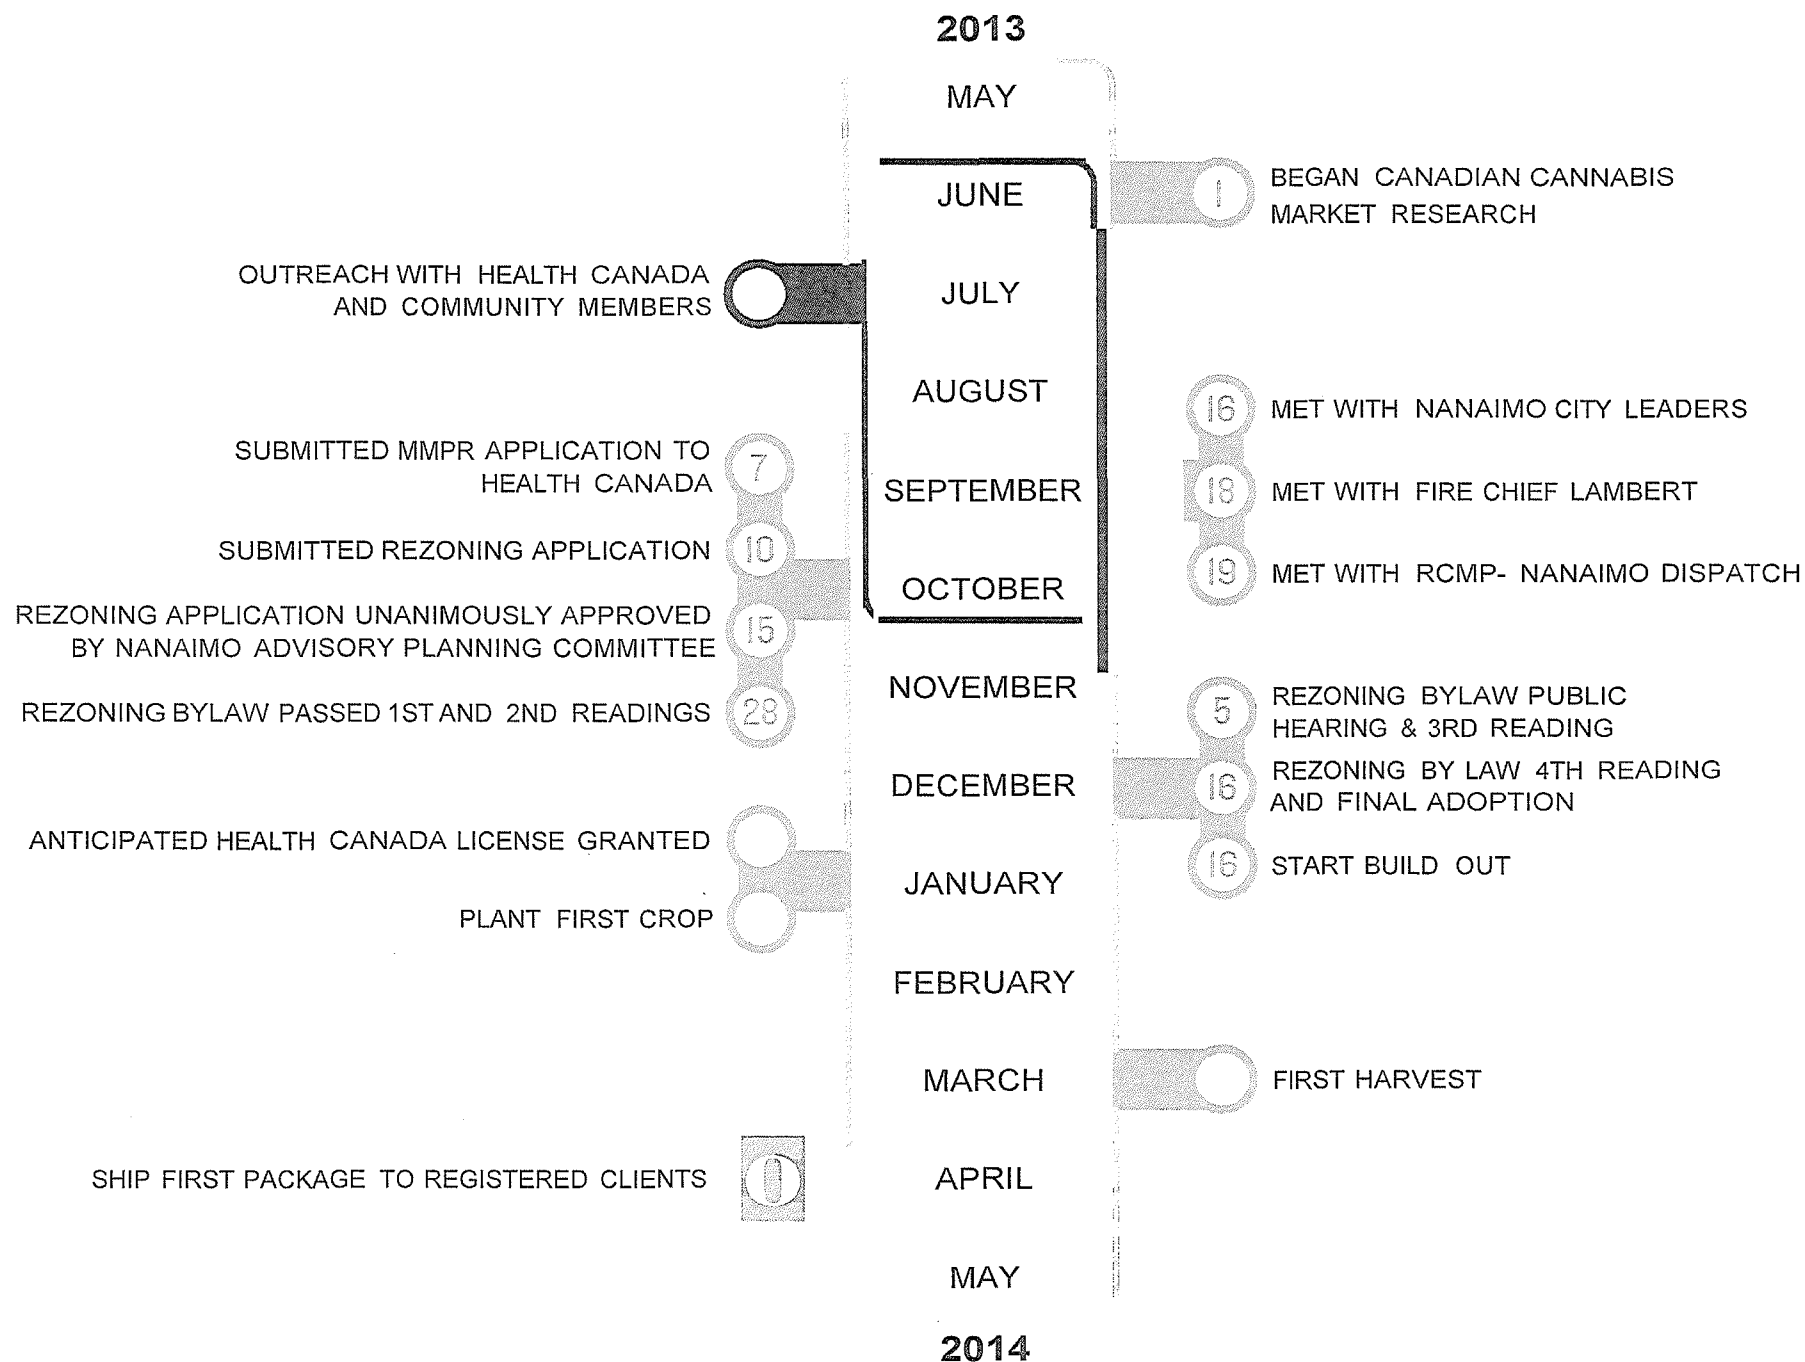 2013
MAY
JUNE
1
BEGAN CANADIAN CANNABIS
MARKET RESEARCH
OUTREACH WITH HEALTH CANADA
AND COMMUNITY MEMBERS
JULY
AUGUST
16
MET WITH NANAIMO CITY LEADERS
SUBMITTED MMPR APPLICATION TO
HEALTH CANADA
7
SEPTEMBER
18
MET WITH FIRE CHIEF LAMBERT
SUBMITTED REZONING APPLICATION
10
19
MET WITH RCMP- NANAIMO DISPATCH
OCTOBER
REZONING APPLICATION UNANIMOUSLY APPROVED
BY NANAIMO ADVISORY PLANNING COMMITTEE
15
REZONING BYLAW PASSED 1ST AND 2ND READINGS
28
NOVEMBER
5
REZONING BYLAW PUBLIC
HEARING & 3RD READING
DECEMBER
16
REZONING BY LAW 4TH READING
AND FINAL ADOPTION
ANTICIPATED HEALTH CANADA LICENSE GRANTED
16
START BUILD OUT
JANUARY
PLANT FIRST CROP
FEBRUARY
MARCH
FIRST HARVEST
SHIP FIRST PACKAGE TO REGISTERED CLIENTS
APRIL
MAY
2014